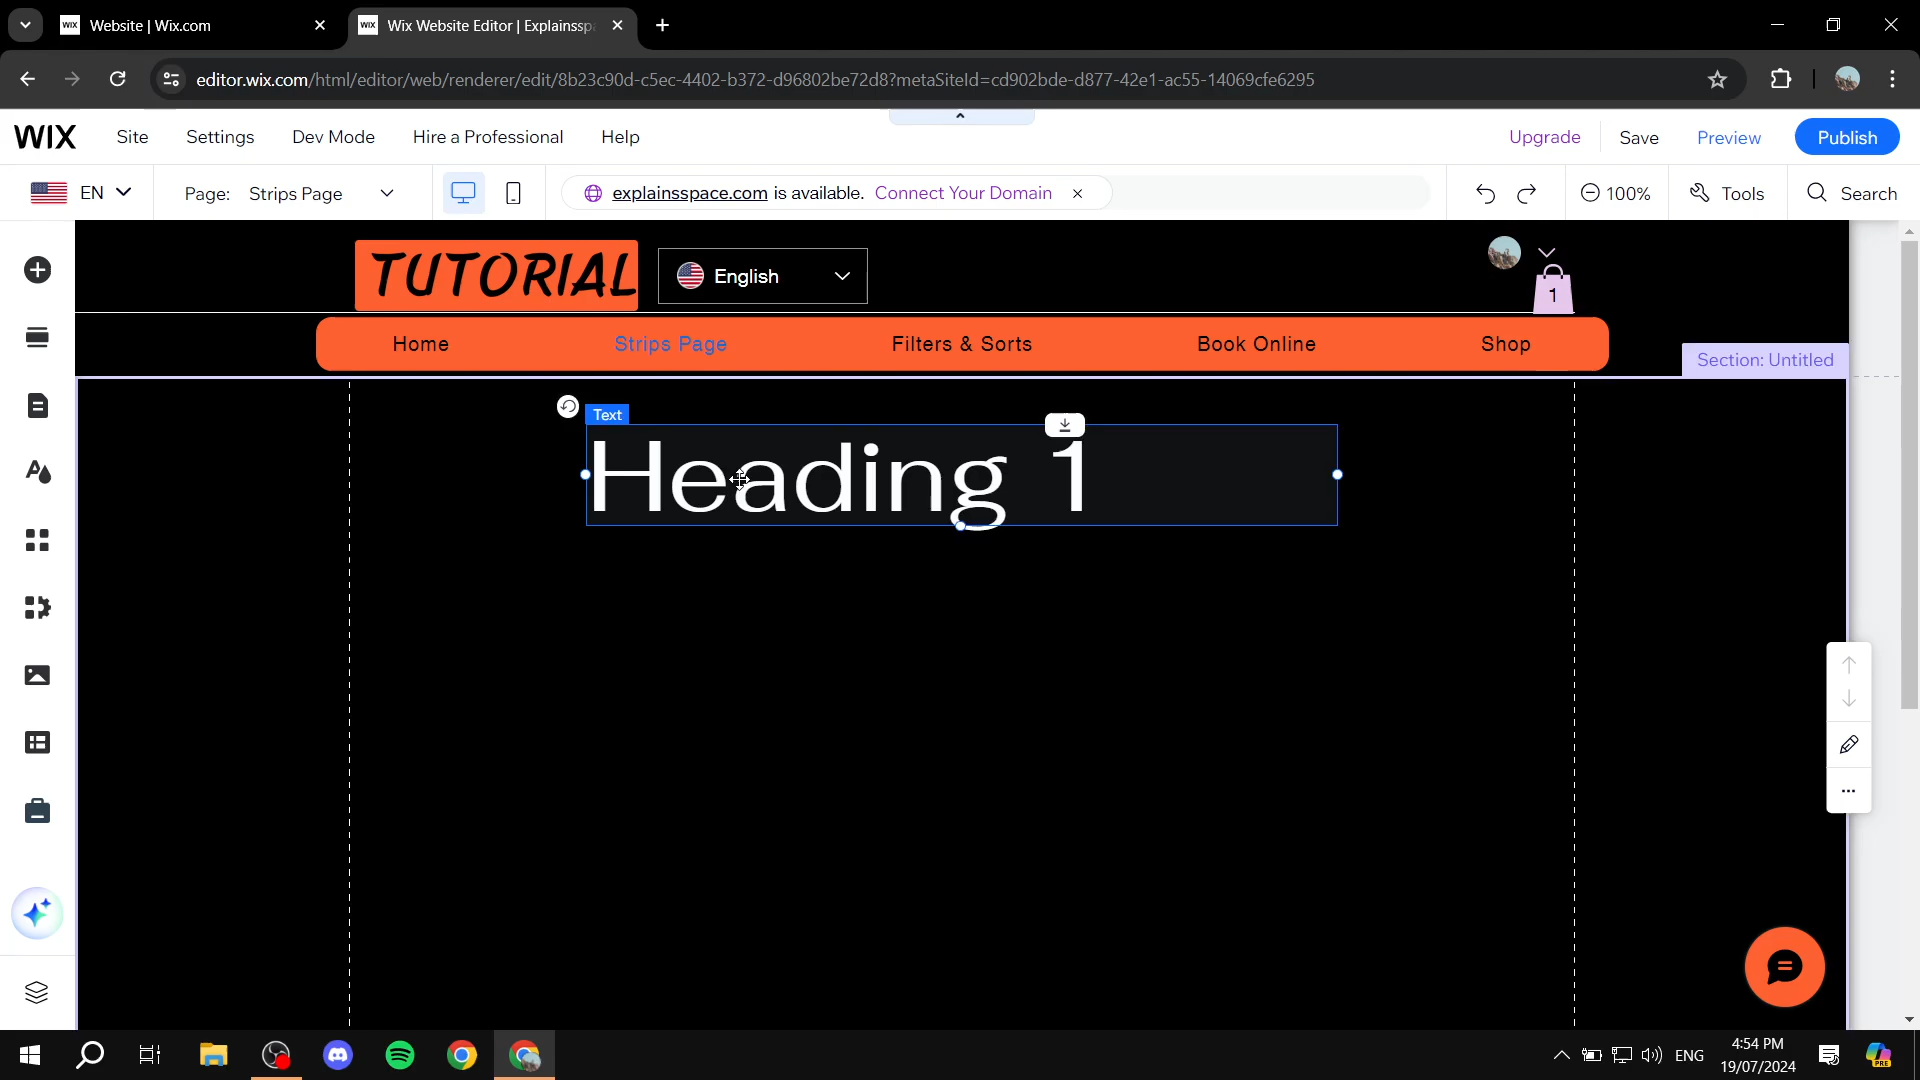 Website | Wix.com
Wix Website Editor | Explainssp
editor.wix.com/html/editor/web/renderer/edit/8b23c90d-c5ec-4402-b372-d96802be72d8?metaSiteId=cd902bde-d877-42e1-ac55-14069cfe6295
WIX Site Settings Dev Mode Hire a Professional Help Upgrade Save Preview Publish
EN Page: Strips Page explainsspace.com is available. Connect Your Domain 100% Tools Search
TUTORIAL English 1
Home Strips Page Filters & Sorts Book Online Shop
Section: Untitled
Text
Heading 1
ENG
4:54 PM
19/07/2024
PRE